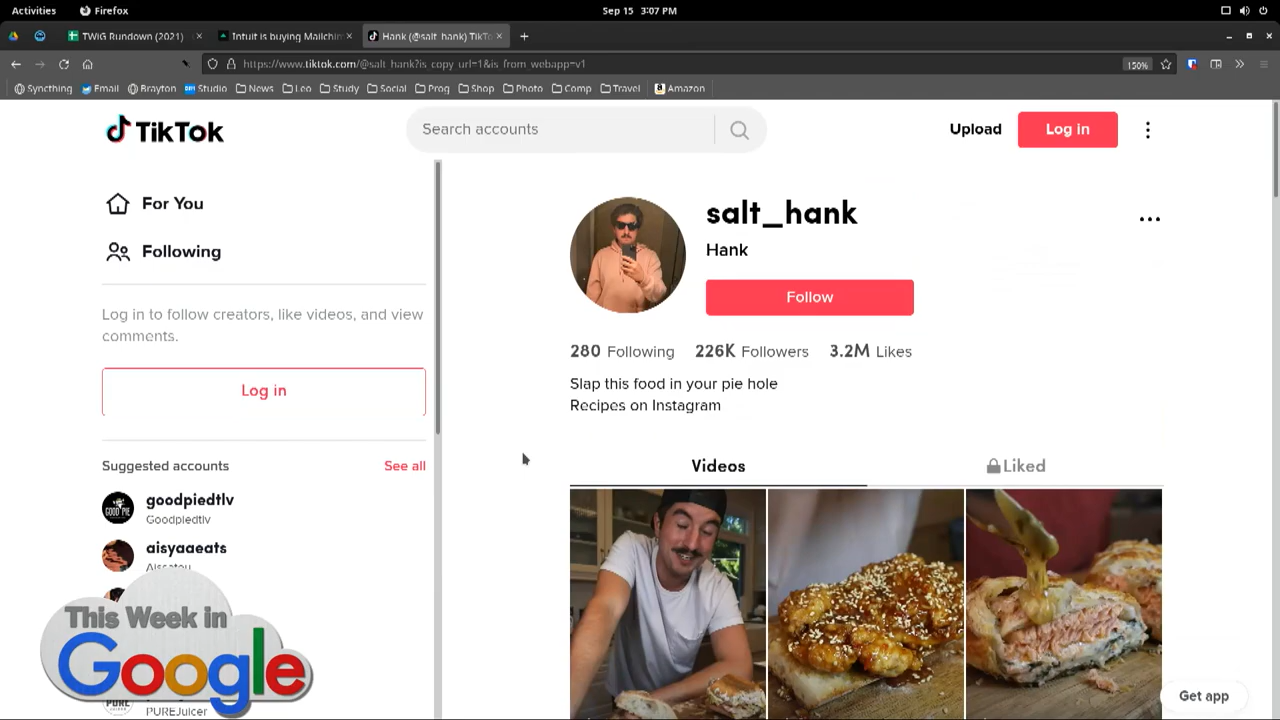 Activities
Firefox
Sep 15 3:07 PM
TWiG Rundown (2021)
Intuit is buying Mailchim
Hank (@salt_hank) TikTo
https://www.tiktok.com/@salt_hank?is_copy_url=1&is_from_webapp=v1
150%
Syncthing
Email
Brayton
Studio
News
Leo
Study
Social
Prog
Shop
Photo
Comp
Travel
Amazon
TikTok
Search accounts
Upload
Log in
For You
Following
Log in to follow creators, like videos, and view
comments.
Log in
Suggested accounts
See all
goodpiedtlv
Goodpiedtlv
aisyaaeats
Aissatou
PUREJuicer
salt_hank
Hank
Follow
280 Following 226K Followers 3.2M Likes
Slap this food in your pie hole
Recipes on Instagram
Videos
Liked
Get app
This Week in
Google